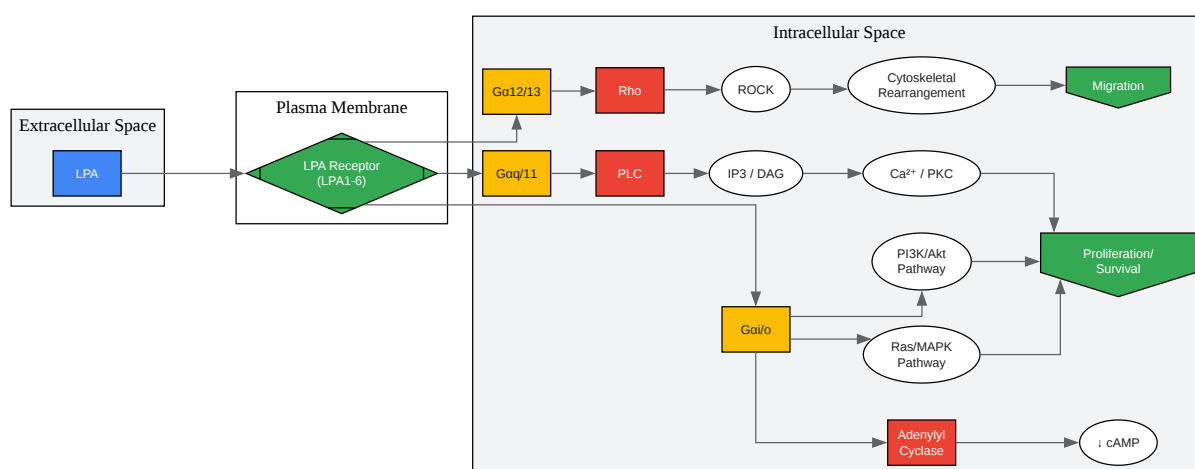 Intracellular Space
Extracellular Space
Plasma Membrane
LPA
LPA Receptor
(LPA1-6)
Gα12/13
Rho
ROCK
Cytoskeletal
Rearrangement
Migration
Gαq/11
PLC
IP3 / DAG
Ca²⁺ / PKC
PI3K/Akt
Pathway
Proliferation/
Survival
Gαi/o
Ras/MAPK
Pathway
Adenylyl
Cyclase
↓ cAMP